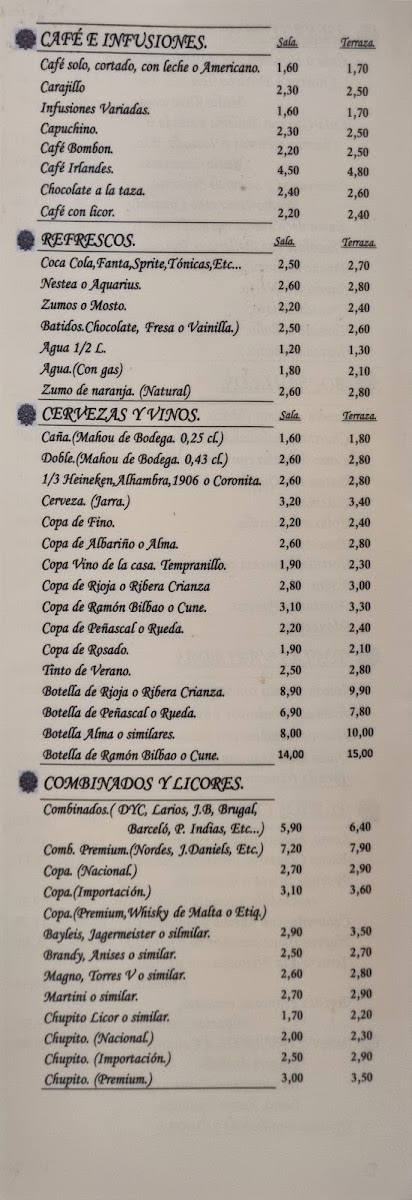 CAFÉ E INFUSIONES. Sala. Terraza.
Café solo, cortado, con leche o Americano. 1,60 1,70
Carajillo 2,30 2,50
Infusiones Variadas. 1,60 1,70
Capuchino. 2,30 2,50
Café Bombon. 2,20 2,50
Café Irlandes. 4,50 4,80
Chocolate a la taza. 2,40 2,60
Café con licor. 2,20 2,40
REFRESCOS. Sala. Terraza.
Coca Cola,Fanta,Sprite,Tónicas,Etc... 2,50 2,70
Nestea o Aquarius. 2,60 2,80
Zumos o Mosto. 2,20 2,40
Batidos.Chocolate, Fresa o Vainilla.) 2,50 2,60
Agua 1/2 L. 1,20 1,30
Agua.(Con gas) 1,80 2,10
Zumo de naranja. (Natural) 2,60 2,80
CERVEZAS Y VINOS. Sala. Terraza.
Caña.(Mahou de Bodega. 0,25 cl.) 1,60 1,80
Doble.(Mahou de Bodega. 0,43 cl.) 2,60 2,80
1/3 Heineken,Alhambra,1906 o Coronita. 2,60 2,80
Cerveza. (Jarra.) 3,20 3,40
Copa de Fino. 2,20 2,40
Copa de Albariño o Alma. 2,60 2,80
Copa Vino de la casa. Tempranillo. 1,90 2,30
Copa de Rioja o Ribera Crianza 2,80 3,00
Copa de Ramón Bilbao o Cune. 3,10 3,30
Copa de Peñascal o Rueda. 2,20 2,40
Copa de Rosado. 1,90 2,10
Tinto de Verano. 2,50 2,80
Botella de Rioja o Ribera Crianza. 8,90 9,90
Botella de Peñascal o Rueda. 6,90 7,80
Botella Alma o similares. 8,00 10,00
Botella de Ramón Bilbao o Cune. 14,00 15,00
COMBINADOS Y LICORES.
Combinados.( DYC, Larios, J.B, Brugal,
Barceló, P. Indias, Etc...) 5,90 6,40
Comb. Premium.(Nordes, J.Daniels, Etc.) 7,20 7,90
Copa. (Nacional.) 2,70 2,90
Copa.(Importación.) 3,10 3,60
Copa.(Premium,Whisky de Malta o Etiq.)
Bayleis, Jagermeister o silmilar. 2,90 3,50
Brandy, Anises o similar. 2,50 2,70
Magno, Torres V o similar. 2,60 2,80
Martini o similar. 2,70 2,90
Chupito Licor o similar. 1,70 2,20
Chupito. (Nacional.) 2,00 2,30
Chupito. (Importación.) 2,50 2,90
Chupito. (Premium.) 3,00 3,50